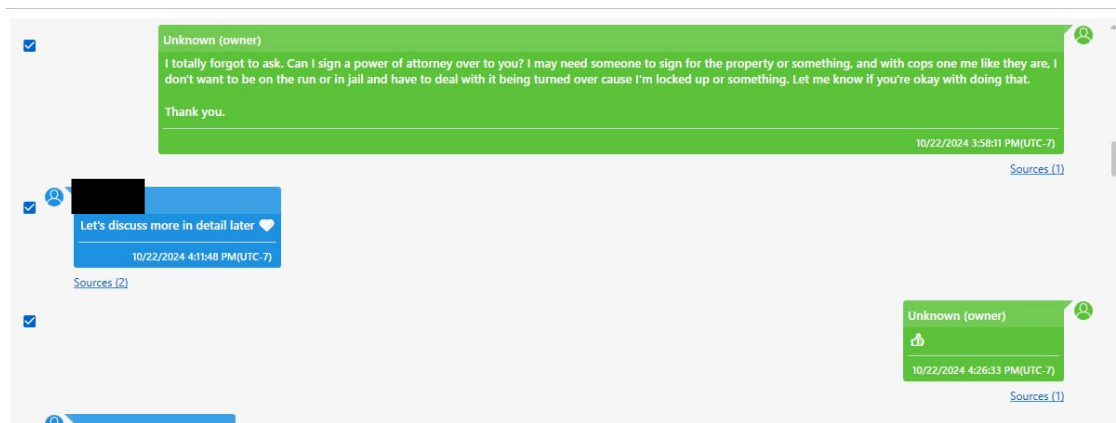 Unknown (owner)
I totally forgot to ask. Can I sign a power of attorney over to you? I may need someone to sign for the property or something, and with cops one me like they are, I
don't want to be on the run or in jail and have to deal with it being turned over cause I'm locked up or something. Let me know if you're okay with doing that.
Thank you.
10/22/2024 3:58:11 PM(UTC-7)
Sources (1)
Let's discuss more in detail later 🤍
10/22/2024 4:11:48 PM(UTC-7)
Sources (2)
Unknown (owner)
👍
10/22/2024 4:26:33 PM(UTC-7)
Sources (1)